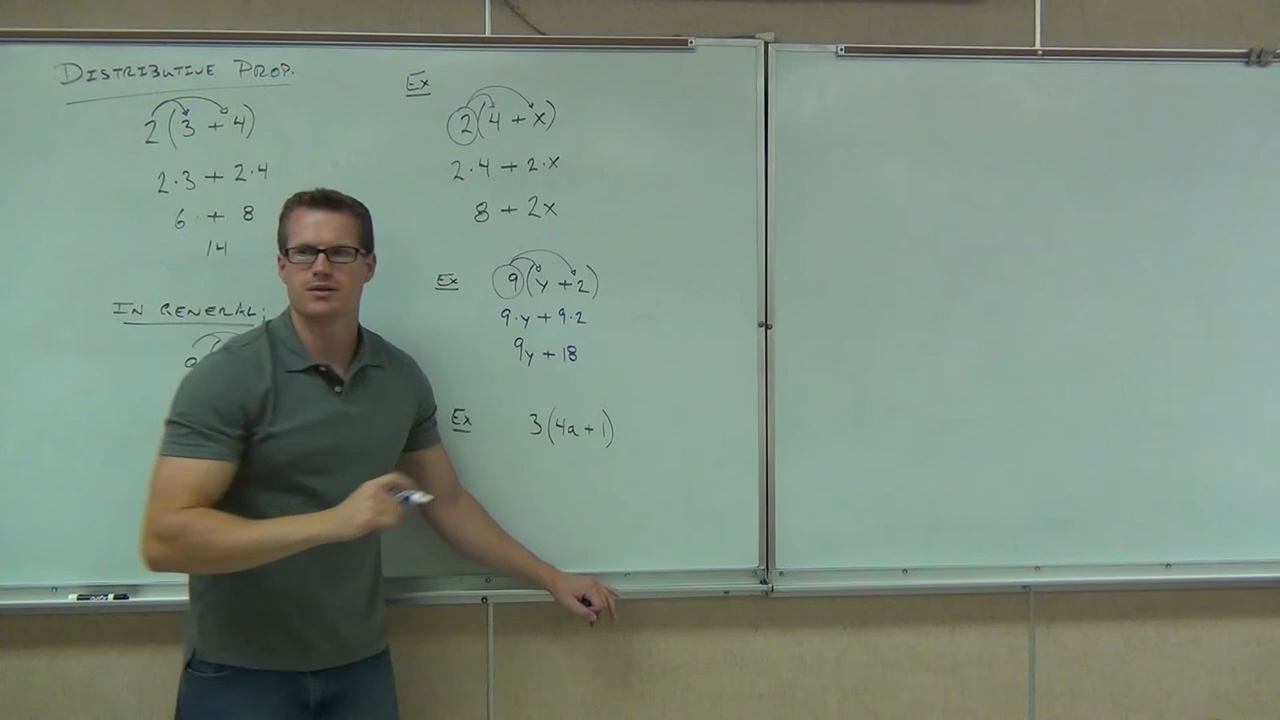 DISTRIBUTIVE PROP.
2(3 + 4)
2·3 + 2·4
6 + 8
14
IN GENERAL:
Ex
2(4 + x)
2·4 + 2·x
8 + 2x
Ex
9(y + 2)
9·y + 9·2
9y + 18
Ex
3(4a + 1)